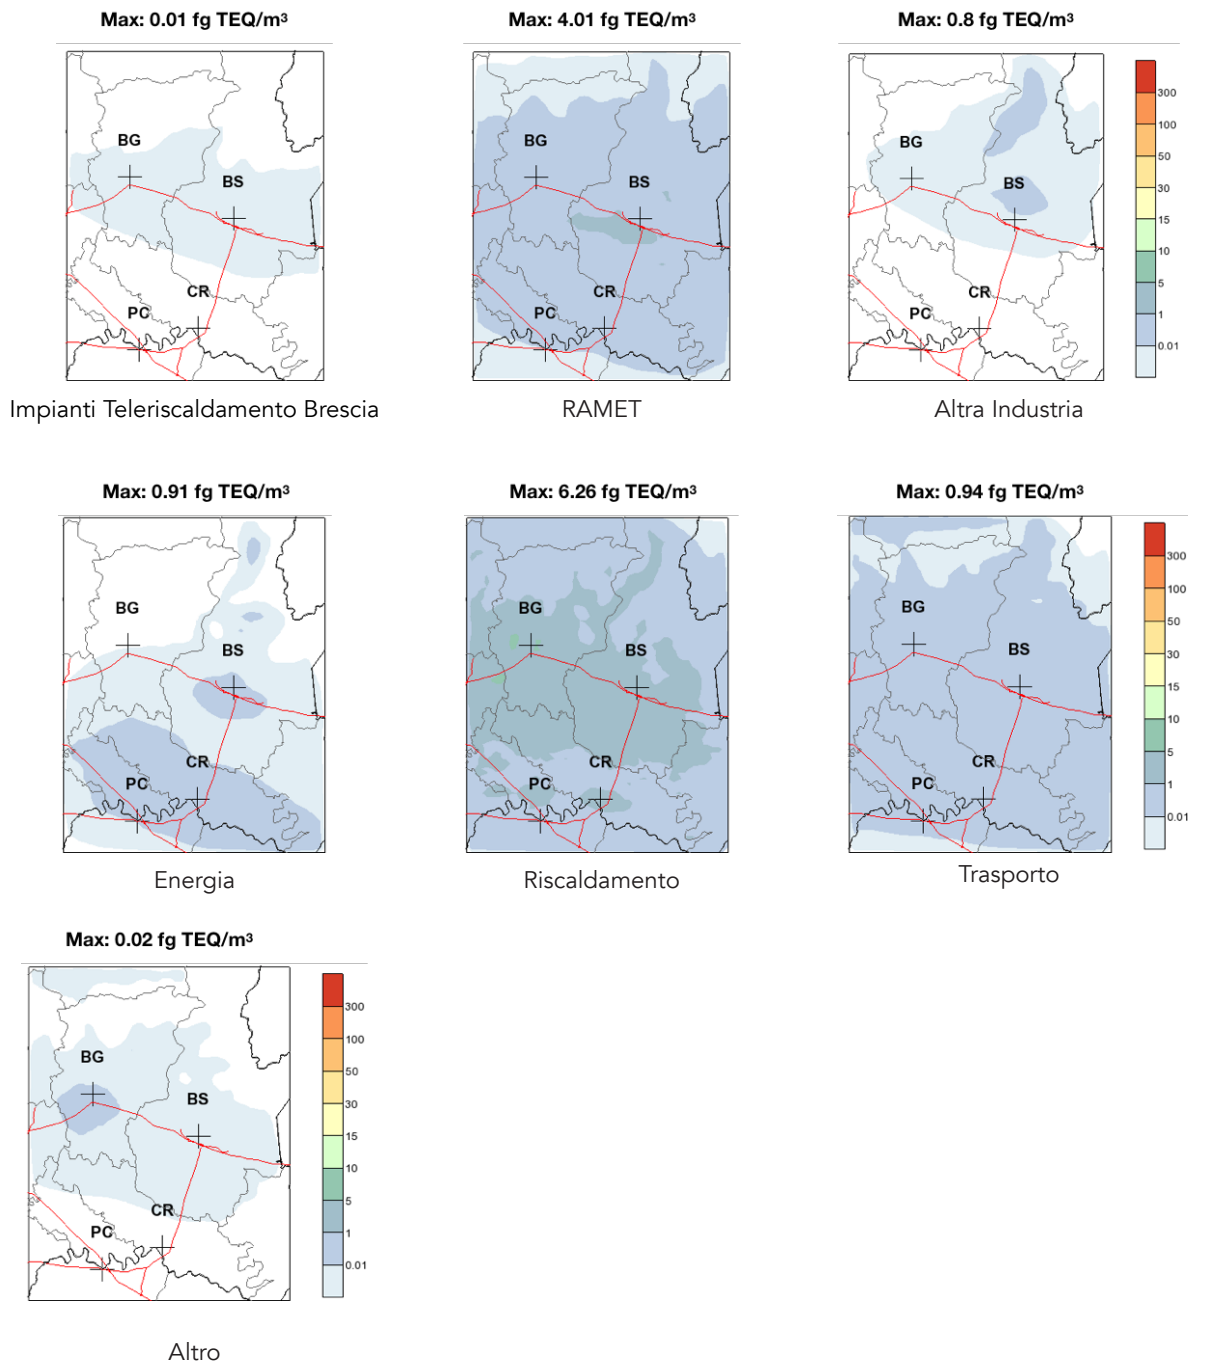 Max: 0.01 fg TEQ/m³
Max: 4.01 fg TEQ/m³
Max: 0.8 fg TEQ/m³
BG
BS
CR
PC
BG
BS
CR
PC
BG
BS
CR
PC
300
100
50
30
15
10
5
1
0.01
Impianti Teleriscaldamento Brescia
RAMET
Altra Industria
Max: 0.91 fg TEQ/m³
Max: 6.26 fg TEQ/m³
Max: 0.94 fg TEQ/m³
BG
BS
CR
PC
BG
BS
CR
PC
BG
BS
CR
PC
300
100
50
30
15
10
5
1
0.01
Energia
Riscaldamento
Trasporto
Max: 0.02 fg TEQ/m³
BG
BS
CR
PC
300
100
50
30
15
10
5
1
0.01
Altro